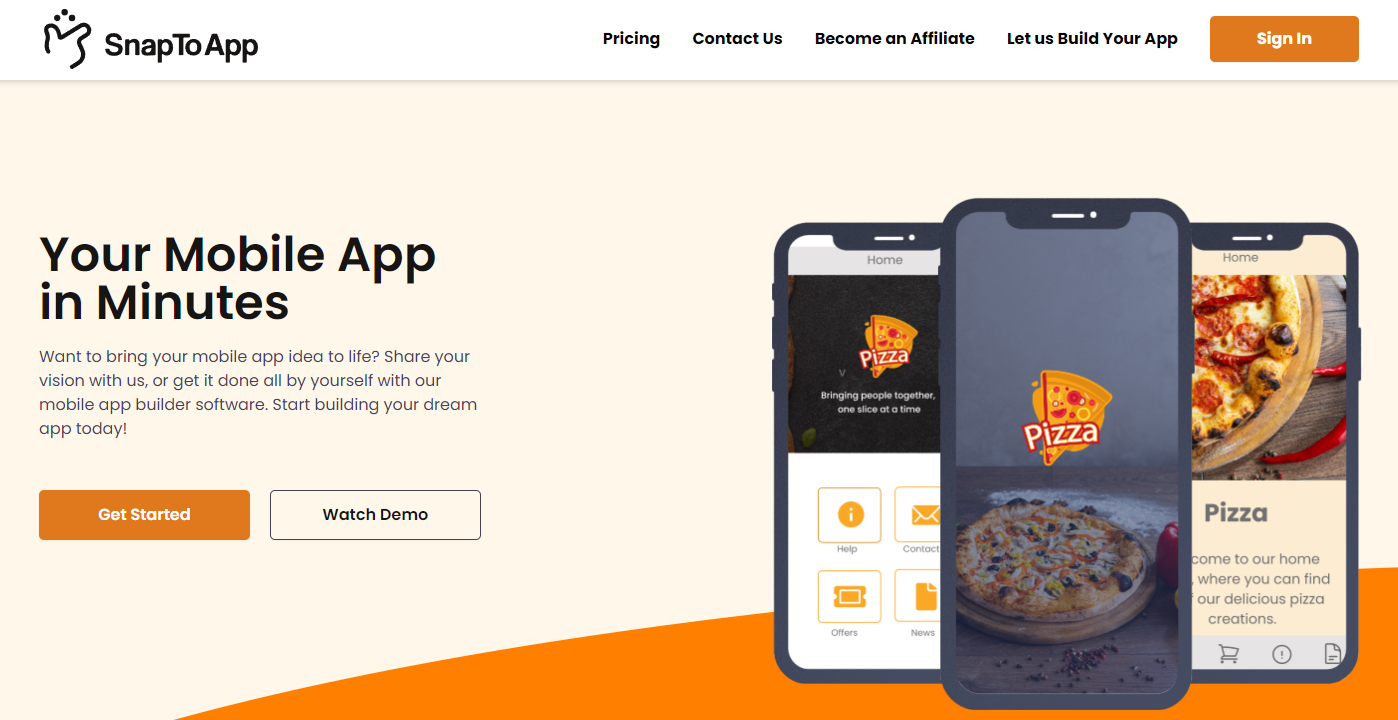 SnapTo App
Pricing
Contact Us
Become an Affiliate
Let us Build Your App
Sign In
Your Mobile App
in Minutes
Want to bring your mobile app idea to life? Share your
vision with us, or get it done all by yourself with our
mobile app builder software. Start building your dream
app today!
Get Started
Watch Demo
Home
Pizza
V
Bringing people together,
one slice at a time
Help
Contact
Offers
News
Pizza
Home
Pizza
come to our home
, where you can find
our delicious pizza
creations.